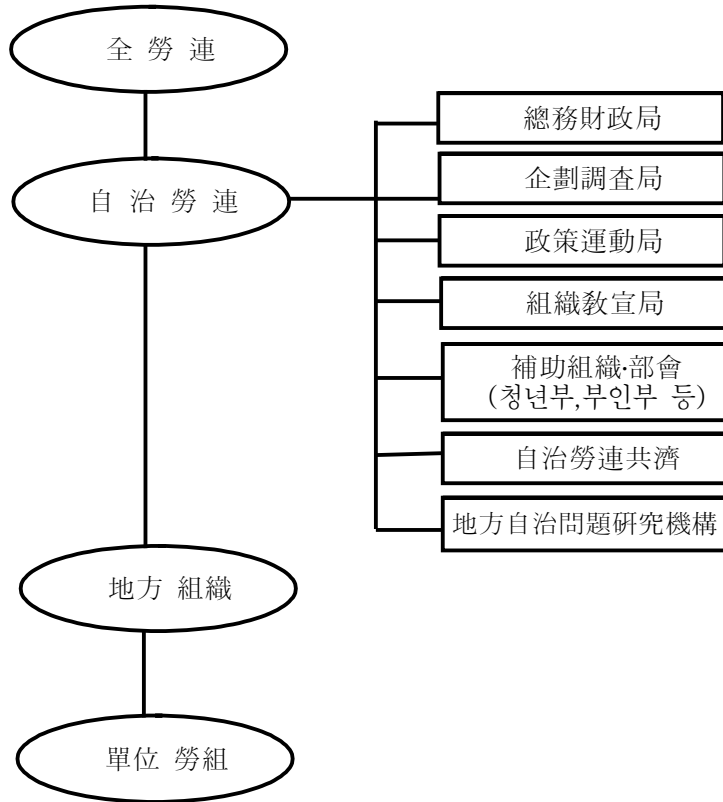 全 勞 連
自 治 勞 連
總務財政局
企劃調査局
政策運動局
組織敎宣局
補助組織·部會
(청년부,부인부 등)
自治勞連共濟
地方自治問題硏究機構
地方 組織
單位 勞組